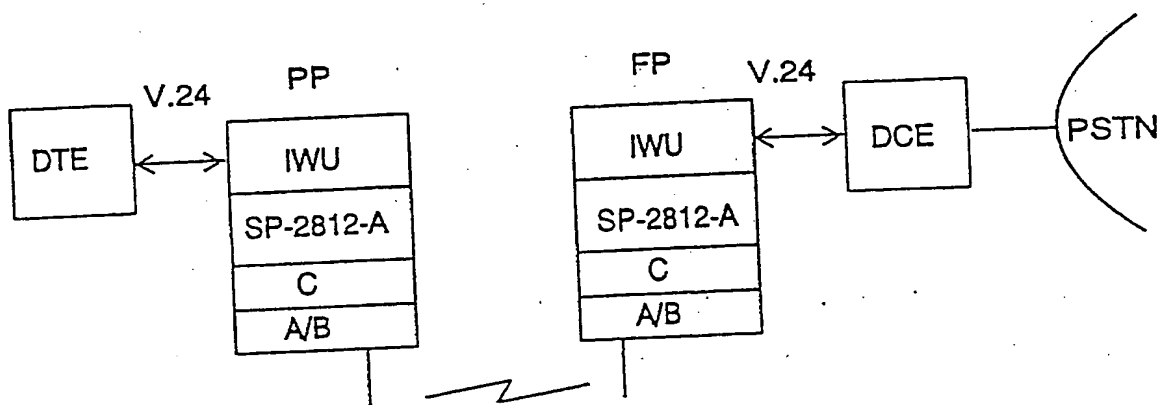 PP
FP
V.24
V.24
DTE
IWU
IWU
DCE
PSTN
SP-2812-A
SP-2812-A
C
C
A/B
A/B